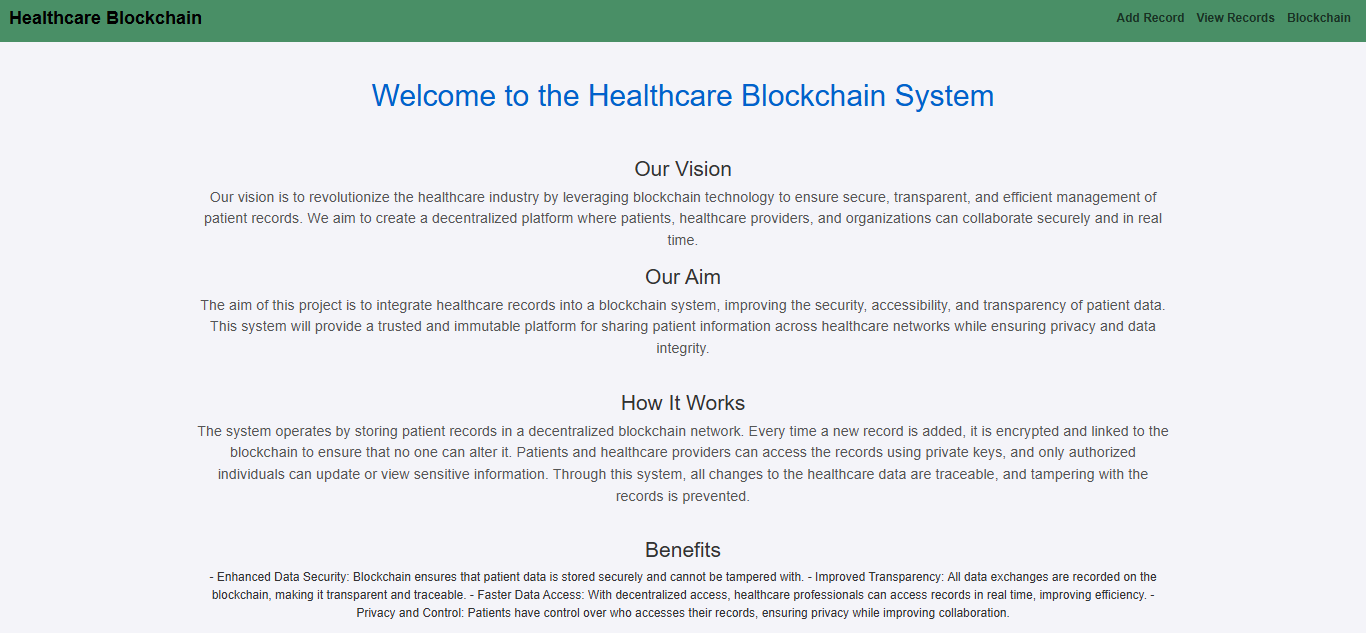 Healthcare Blockchain
Add Record View Records Blockchain
Welcome to the Healthcare Blockchain System
Our Vision
Our vision is to revolutionize the healthcare industry by leveraging blockchain technology to ensure secure, transparent, and efficient management of
patient records. We aim to create a decentralized platform where patients, healthcare providers, and organizations can collaborate securely and in real
time.
Our Aim
The aim of this project is to integrate healthcare records into a blockchain system, improving the security, accessibility, and transparency of patient data.
This system will provide a trusted and immutable platform for sharing patient information across healthcare networks while ensuring privacy and data
integrity.
How It Works
The system operates by storing patient records in a decentralized blockchain network. Every time a new record is added, it is encrypted and linked to the
blockchain to ensure that no one can alter it. Patients and healthcare providers can access the records using private keys, and only authorized
individuals can update or view sensitive information. Through this system, all changes to the healthcare data are traceable, and tampering with the
records is prevented.
Benefits
- Enhanced Data Security: Blockchain ensures that patient data is stored securely and cannot be tampered with. - Improved Transparency: All data exchanges are recorded on the
blockchain, making it transparent and traceable. - Faster Data Access: With decentralized access, healthcare professionals can access records in real time, improving efficiency. -
Privacy and Control: Patients have control over who accesses their records, ensuring privacy while improving collaboration.